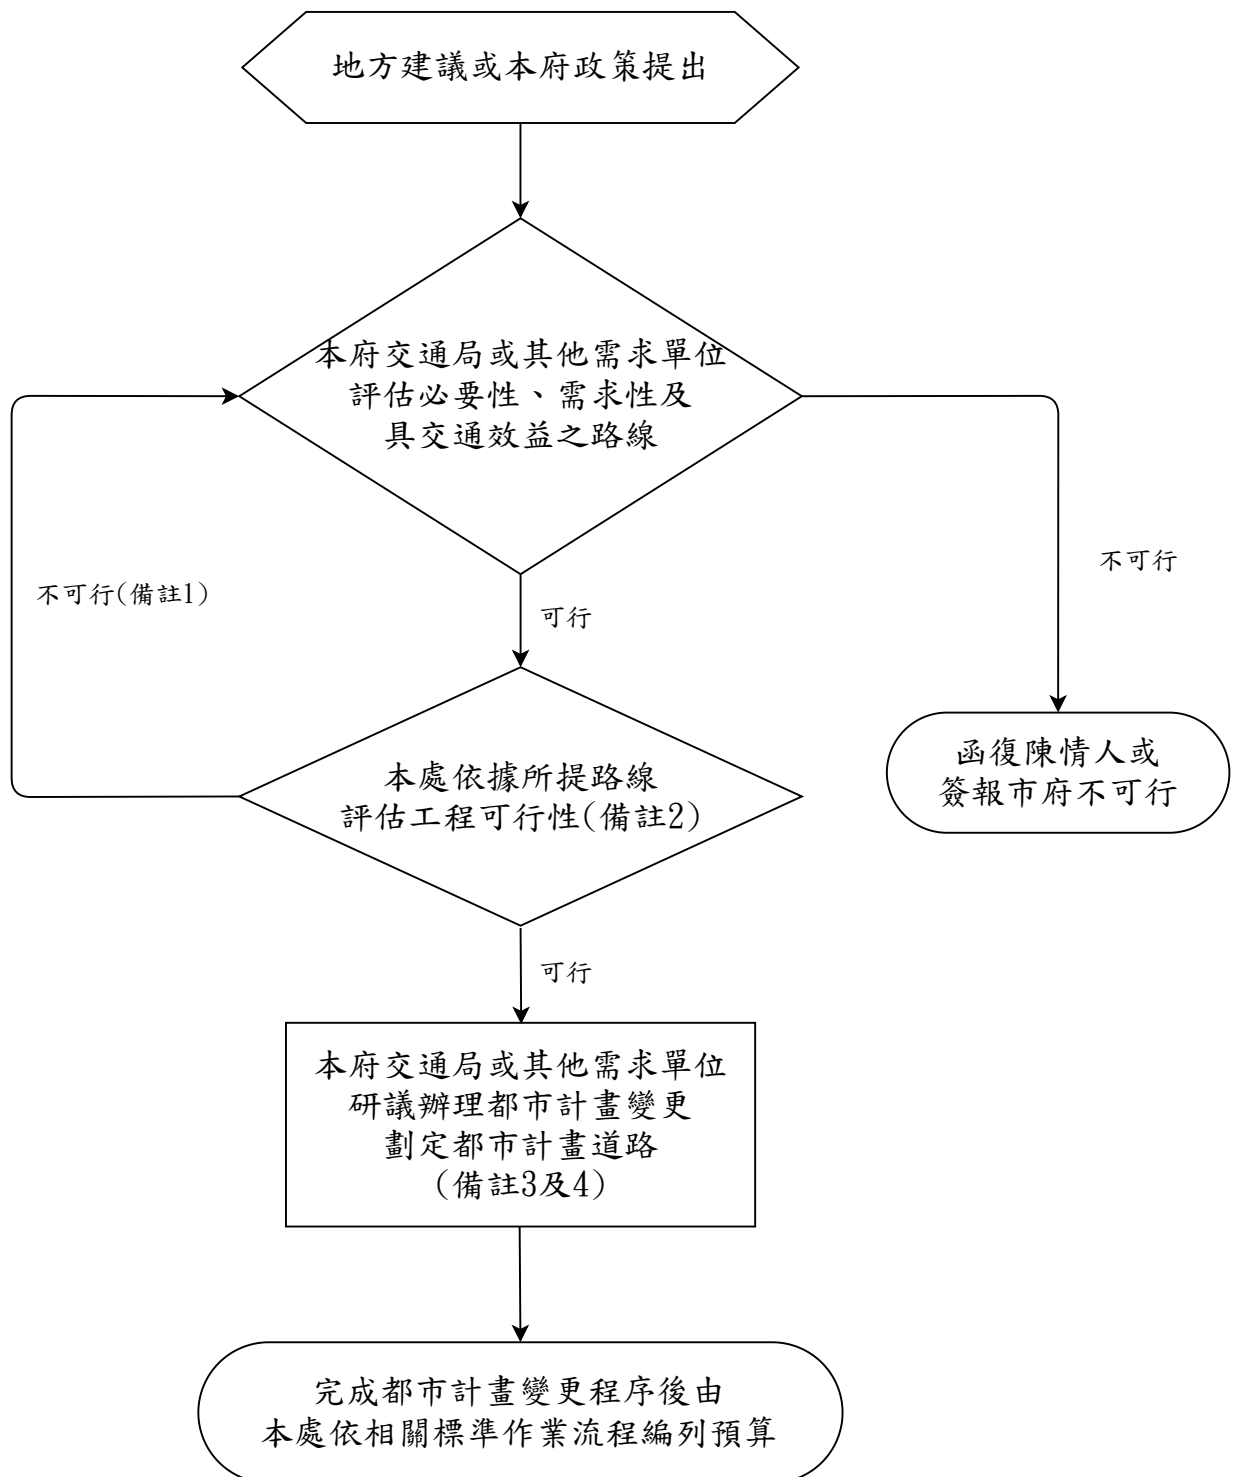 地方建議或本府政策提出
本府交通局或其他需求單位
評估必要性、需求性及
具交通效益之路線
不可行
不可行(備註1)
可行
本處依據所提路線
評估工程可行性(備註2)
函復陳情人或
簽報市府不可行
可行
本府交通局或其他需求單位
研議辦理都市計畫變更
劃定都市計畫道路
(備註3及4)
完成都市計畫變更程序後由
本處依相關標準作業流程編列預算